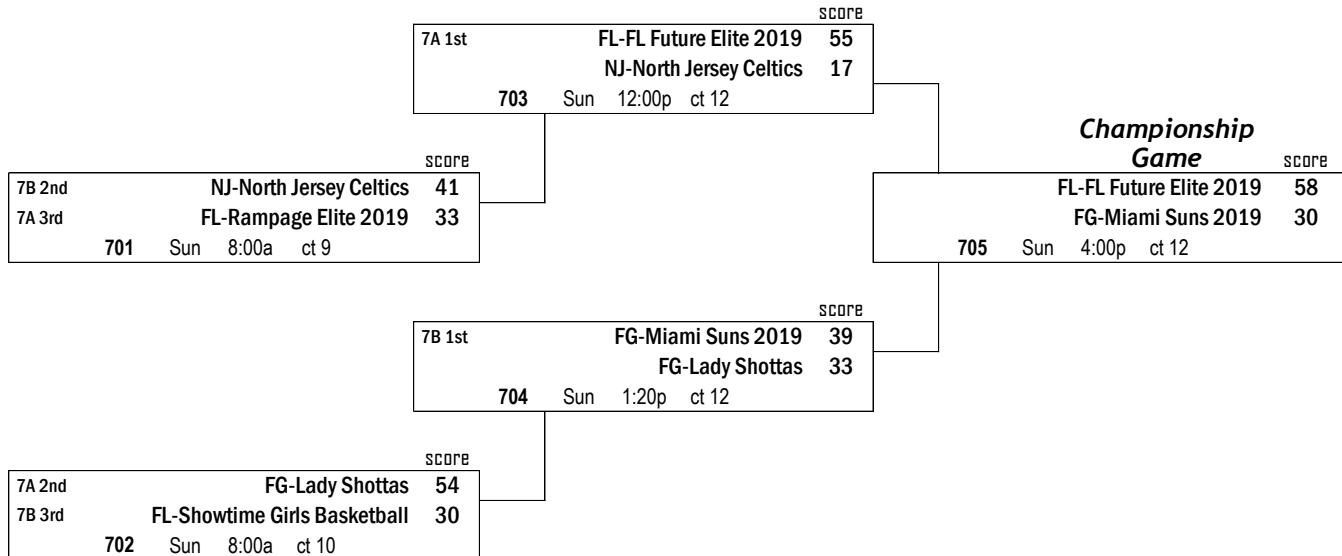 score
7A 1st FL-FL Future Elite 2019 55
NJ-North Jersey Celtics 17
703 Sun 12:00p ct 12
Championship
Game score
score
7B 2nd NJ-North Jersey Celtics 41
7A 3rd FL-Rampage Elite 2019 33
701 Sun 8:00a ct 9
FL-FL Future Elite 2019 58
FG-Miami Suns 2019 30
705 Sun 4:00p ct 12
score
7B 1st FG-Miami Suns 2019 39
FG-Lady Shottas 33
704 Sun 1:20p ct 12
score
7A 2nd FG-Lady Shottas 54
7B 3rd FL-Showtime Girls Basketball 30
702 Sun 8:00a ct 10